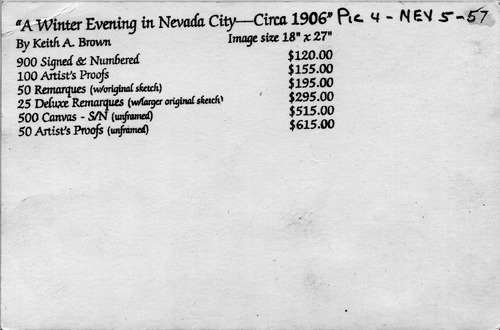 "A Winter Evening in Nevada City—Circa 1906" Pic 4 - NEV 5-57
By Keith A. Brown Image size 18" x 27"
900 Signed & Numbered $120.00
100 Artist's Proofs $155.00
50 Remarques (w/original sketch) $195.00
25 Deluxe Remarques (w/larger original sketch) $295.00
500 Canvas - S/N (unframed) $515.00
50 Artist's Proofs (unframed) $615.00